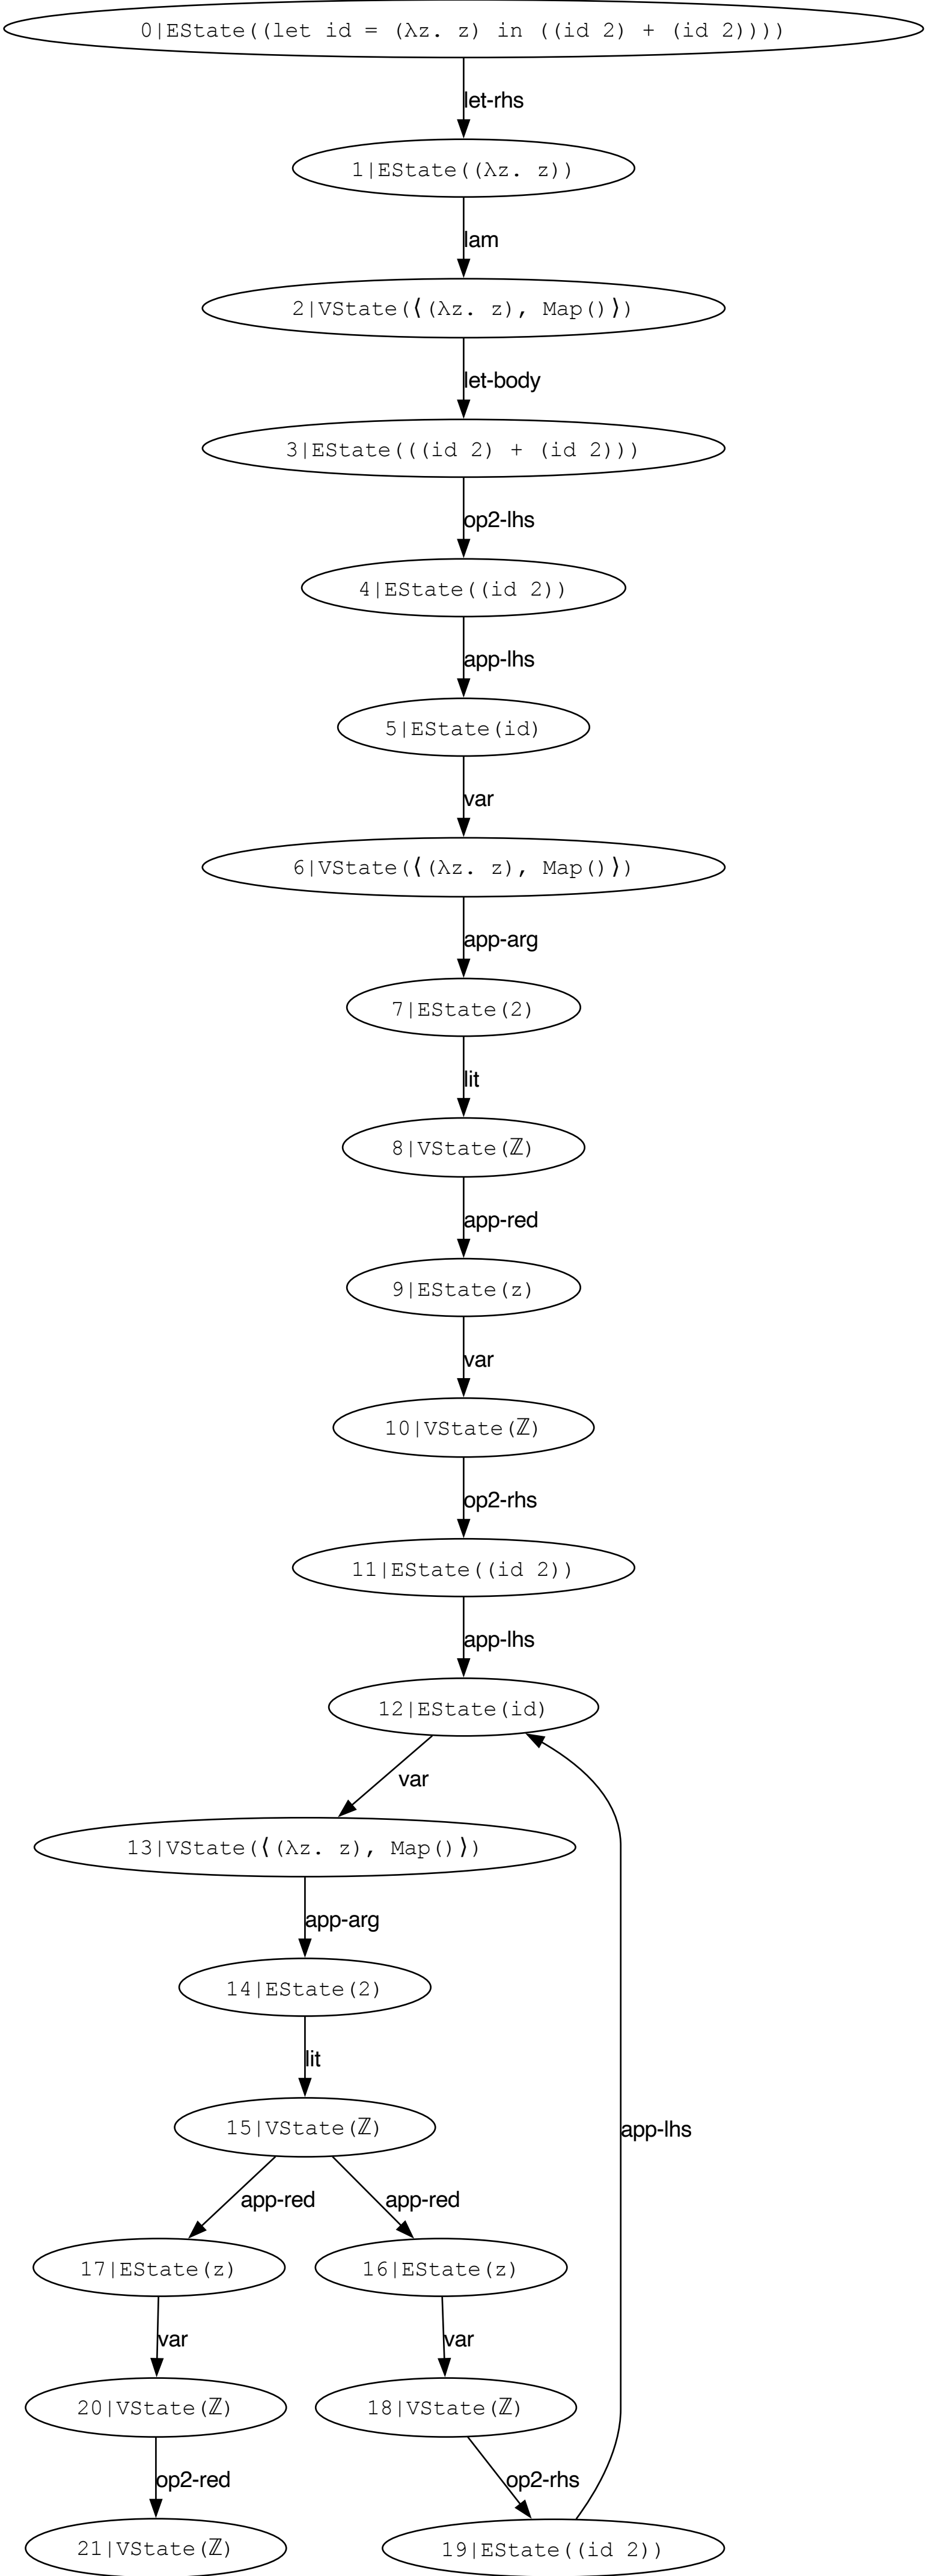 0|EState((let id = (λz. z) in ((id 2) + (id 2))))
let-rhs
1|EState((λz. z))
lam
2|VState(⟨(λz. z), Map()⟩)
let-body
3|EState(((id 2) + (id 2)))
op2-lhs
4|EState((id 2))
app-lhs
5|EState(id)
var
6|VState(⟨(λz. z), Map()⟩)
app-arg
7|EState(2)
lit
8|VState(ℤ)
app-red
9|EState(z)
var
10|VState(ℤ)
op2-rhs
11|EState((id 2))
app-lhs
12|EState(id)
var
13|VState(⟨(λz. z), Map()⟩)
app-arg
14|EState(2)
lit
15|VState(ℤ)
app-lhs
app-red
app-red
17|EState(z)
16|EState(z)
var
var
20|VState(ℤ)
18|VState(ℤ)
op2-red
op2-rhs
21|VState(ℤ)
19|EState((id 2))